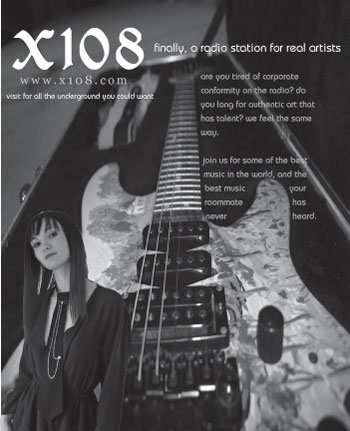 x108
finally, a radio station for real artists
www.x108.com
visit for all the underground you could want
are you tired of corporate
conformity on the radio? do
you long for authentic art that
has talent? we feel the same
way.
join us for some of the best
music in the world, and the
best music your
roommate has
never heard.